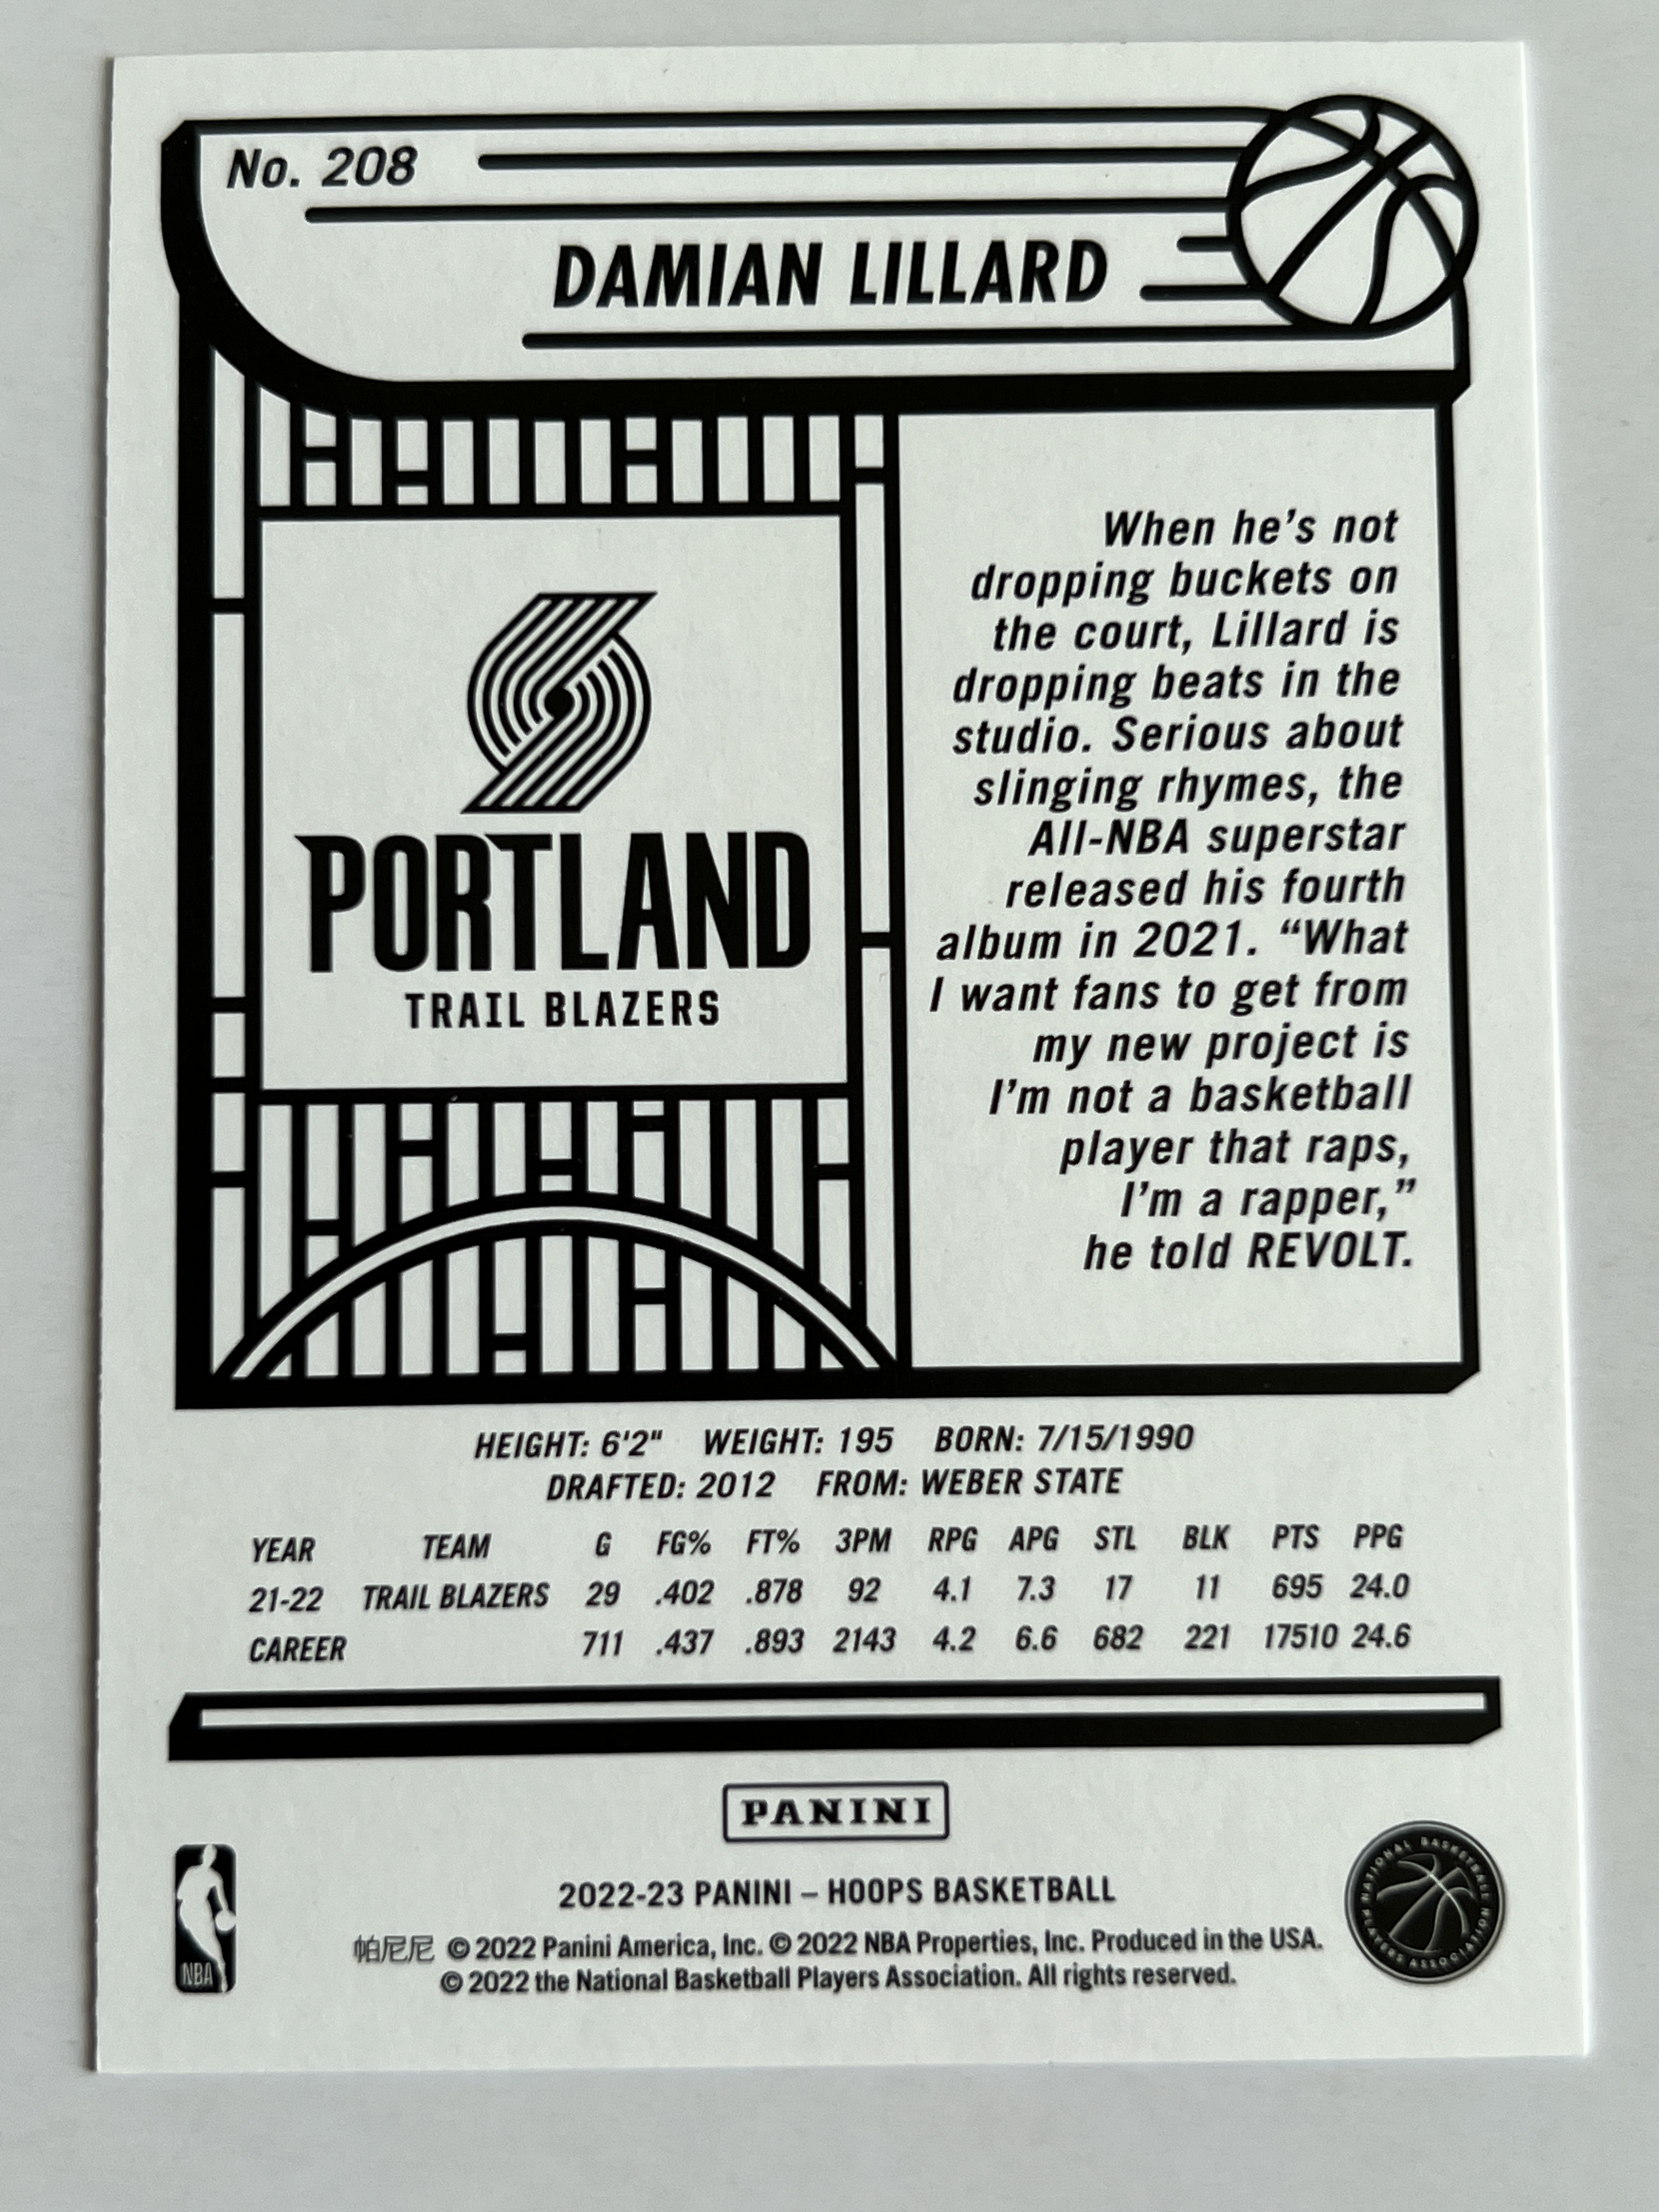 No. 208
DAMIAN LILLARD
PORTLAND
TRAIL BLAZERS
When he's not
dropping buckets on
the court, Lillard is
dropping beats in the
studio. Serious about
slinging rhymes, the
All-NBA superstar
released his fourth
album in 2021. “What
I want fans to get from
my new project is
I'm not a basketball
player that raps,
I'm a rapper,”
he told REVOLT.
HEIGHT: 6'2" WEIGHT: 195 BORN: 7/15/1990
DRAFTED: 2012 FROM: WEBER STATE
YEAR TEAM G FG% FT% 3PM RPG APG STL BLK PTS PPG
21-22 TRAIL BLAZERS 29 .402 .878 92 4.1 7.3 17 11 695 24.0
CAREER 711 .437 .893 2143 4.2 6.6 682 221 17510 24.6
PANINI
2022-23 PANINI – HOOPS BASKETBALL
帕尼尼 © 2022 Panini America, Inc. © 2022 NBA Properties, Inc. Produced in the USA.
© 2022 the National Basketball Players Association. All rights reserved.
NBA
NATIONAL BASKETBALL PLAYERS ASSOCIATION